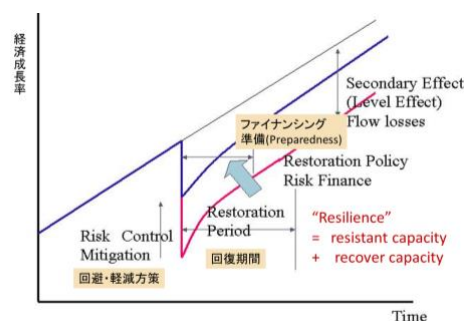 経済成長率
Secondary Effect
(Level Effect)
Flow losses
ファイナンシング
準備(Preparedness)
Restoration Policy
Risk Finance
Restoration
Period
Risk Control
Mitigation
回避・軽減方策
回復期間
“Resilience”
= resistant capacity
+ recover capacity
Time